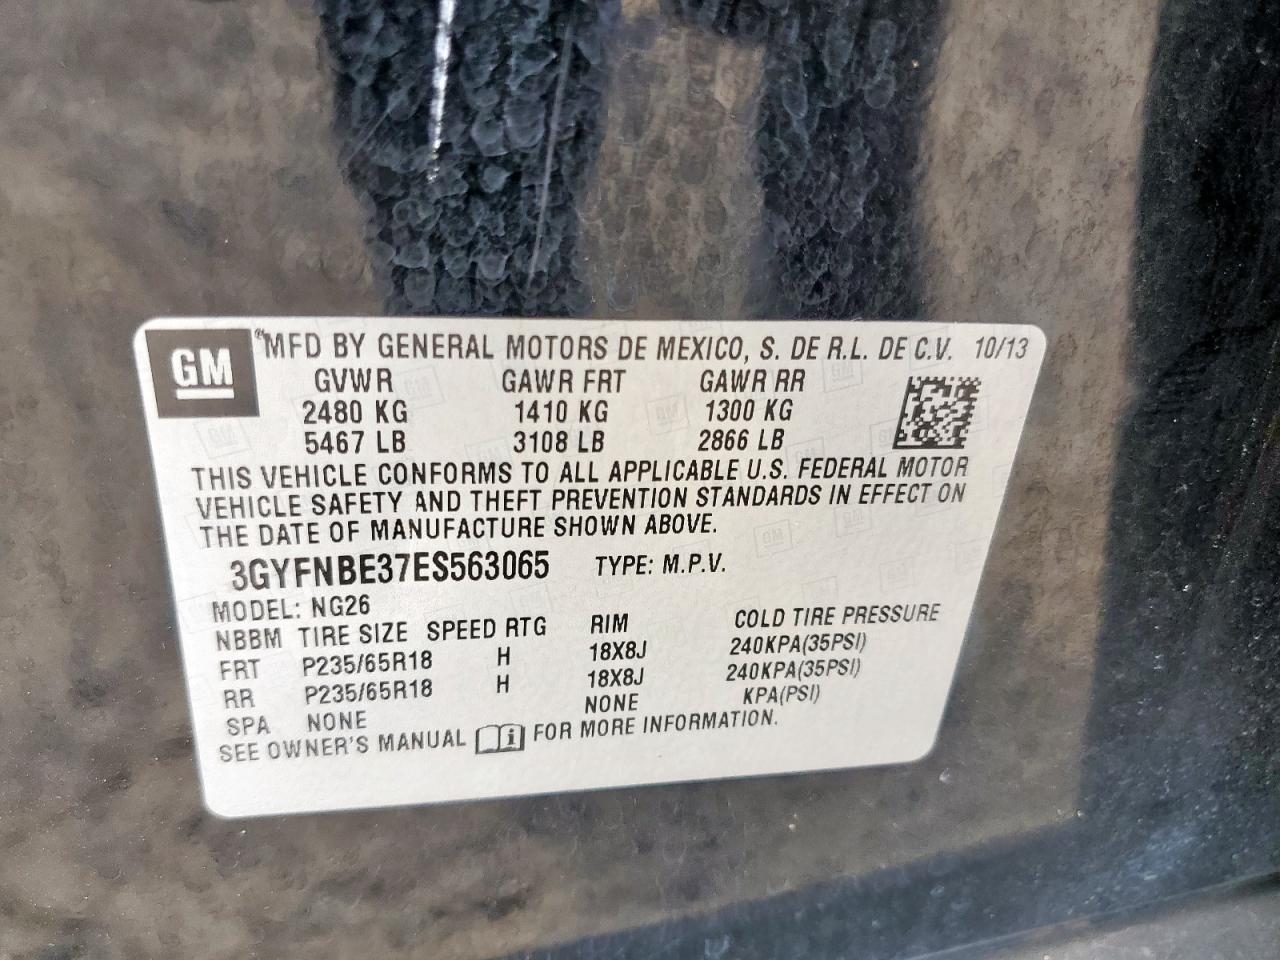 GM
®MFD BY GENERAL MOTORS DE MEXICO, S. DE R.L. DE C.V. 10/13
GVWR GAWR FRT GAWR RR
2480 KG 1410 KG 1300 KG
5467 LB 3108 LB 2866 LB
THIS VEHICLE CONFORMS TO ALL APPLICABLE U.S. FEDERAL MOTOR
VEHICLE SAFETY AND THEFT PREVENTION STANDARDS IN EFFECT ON
THE DATE OF MANUFACTURE SHOWN ABOVE.
3GYFNBE37ES563065 TYPE: M.P.V.
MODEL: NG26
NBBM TIRE SIZE SPEED RTG RIM COLD TIRE PRESSURE
FRT P235/65R18 H 18X8J 240KPA(35PSI)
RR P235/65R18 H 18X8J 240KPA(35PSI)
SPA NONE NONE KPA(PSI)
SEE OWNER'S MANUAL i FOR MORE INFORMATION.